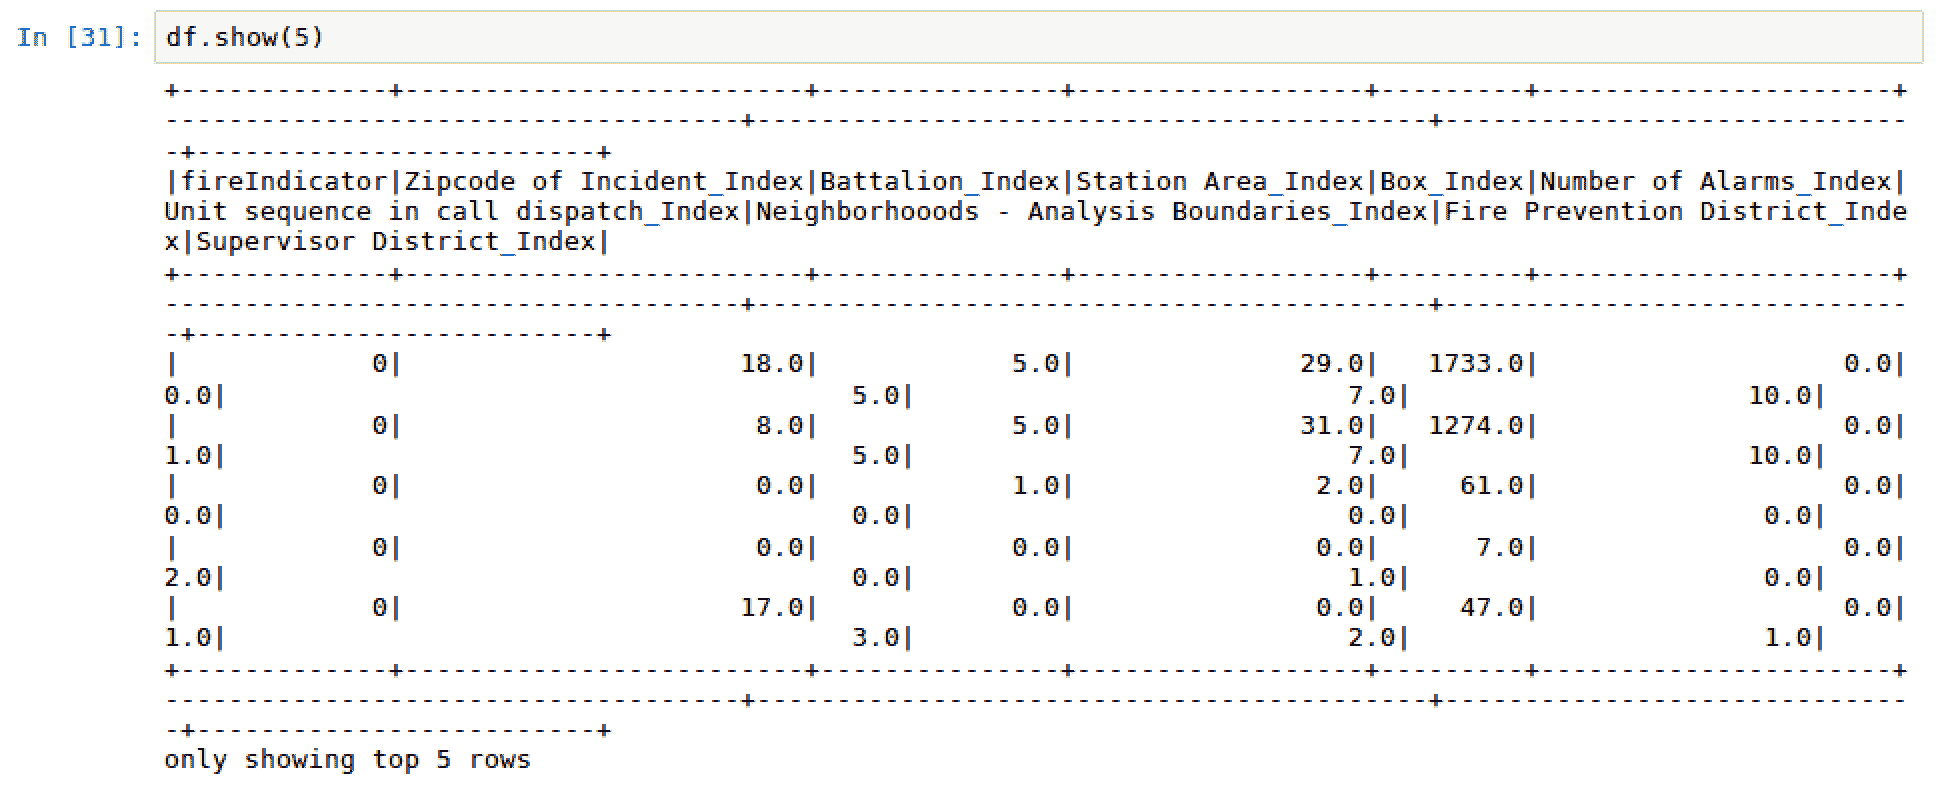 In [31]: df.show(5)
+-------------+-------------------------+---------------+------------------+---------+----------------------+
------------------------------------+------------------------------------------+-----------------------------
-+-------------------------+
|fireIndicator|Zipcode of Incident_Index|Battalion_Index|Station Area_Index|Box_Index|Number of Alarms_Index|
Unit sequence in call dispatch_Index|Neighborhooods - Analysis Boundaries_Index|Fire Prevention District_Inde
x|Supervisor District_Index|
+-------------+-------------------------+---------------+------------------+---------+----------------------+
------------------------------------+------------------------------------------+-----------------------------
-+-------------------------+
|            0|                     18.0|            5.0|              29.0|   1733.0|                   0.0|
0.0|                                       5.0|                           7.0|                     10.0|
|            0|                      8.0|            5.0|              31.0|   1274.0|                   0.0|
1.0|                                       5.0|                           7.0|                     10.0|
|            0|                      0.0|            1.0|               2.0|     61.0|                   0.0|
0.0|                                       0.0|                           0.0|                      0.0|
|            0|                      0.0|            0.0|               0.0|      7.0|                   0.0|
2.0|                                       0.0|                           1.0|                      0.0|
|            0|                     17.0|            0.0|               0.0|     47.0|                   0.0|
1.0|                                       3.0|                           2.0|                      1.0|
+-------------+-------------------------+---------------+------------------+---------+----------------------+
------------------------------------+------------------------------------------+-----------------------------
-+-------------------------+
only showing top 5 rows